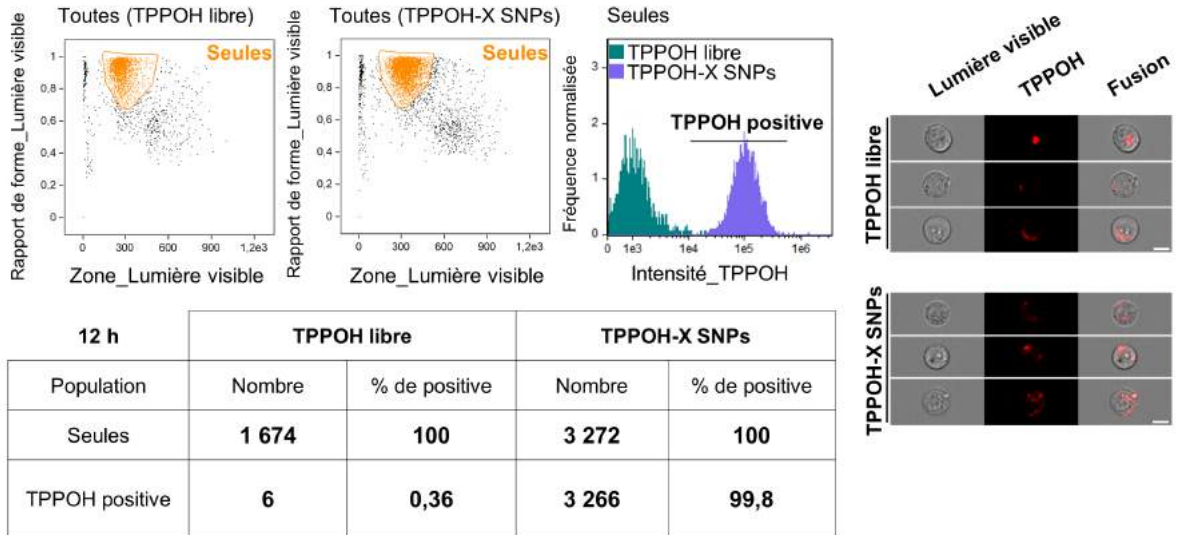 Toutes (TPPOH libre)
Seules
Rapport de forme_Lumière visible
1
0,8
0,6
0,4
0,2
0
0
300
600
900
1,2e3
Zone_Lumière visible
Toutes (TPPOH-X SNPs)
Seules
Rapport de forme_Lumière visible
1
0,8
0,6
0,4
0,2
0
0
300
600
900
1,2e3
Zone_Lumière visible
Seules
TPPOH libre
TPPOH-X SNPs
TPPOH positive
Fréquence normalisée
3
2
1
0
0
1e3
1e4
1e5
1e6
Intensité_TPPOH
Lumière visible
TPPOH
Fusion
TPPOH libre
TPPOH-X SNPs
12 h TPPOH libre TPPOH-X SNPs
Population Nombre % de positive Nombre % de positive
Seules 1 674 100 3 272 100
TPPOH positive 6 0,36 3 266 99,8